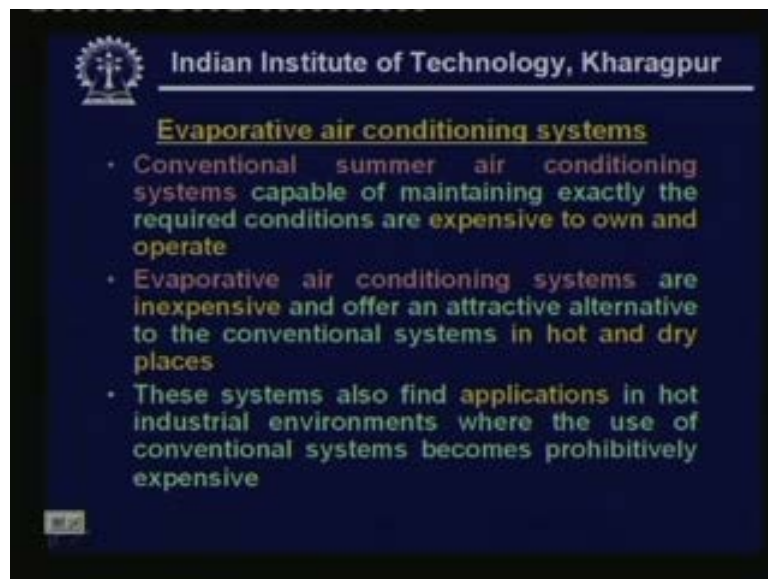 Indian Institute of Technology, Kharagpur
Evaporative air conditioning systems
• Conventional summer air conditioning
systems capable of maintaining exactly the
required conditions are expensive to own and
operate
• Evaporative air conditioning systems are
inexpensive and offer an attractive alternative
to the conventional systems in hot and dry
places
• These systems also find applications in hot
industrial environments where the use of
conventional systems becomes prohibitively
expensive